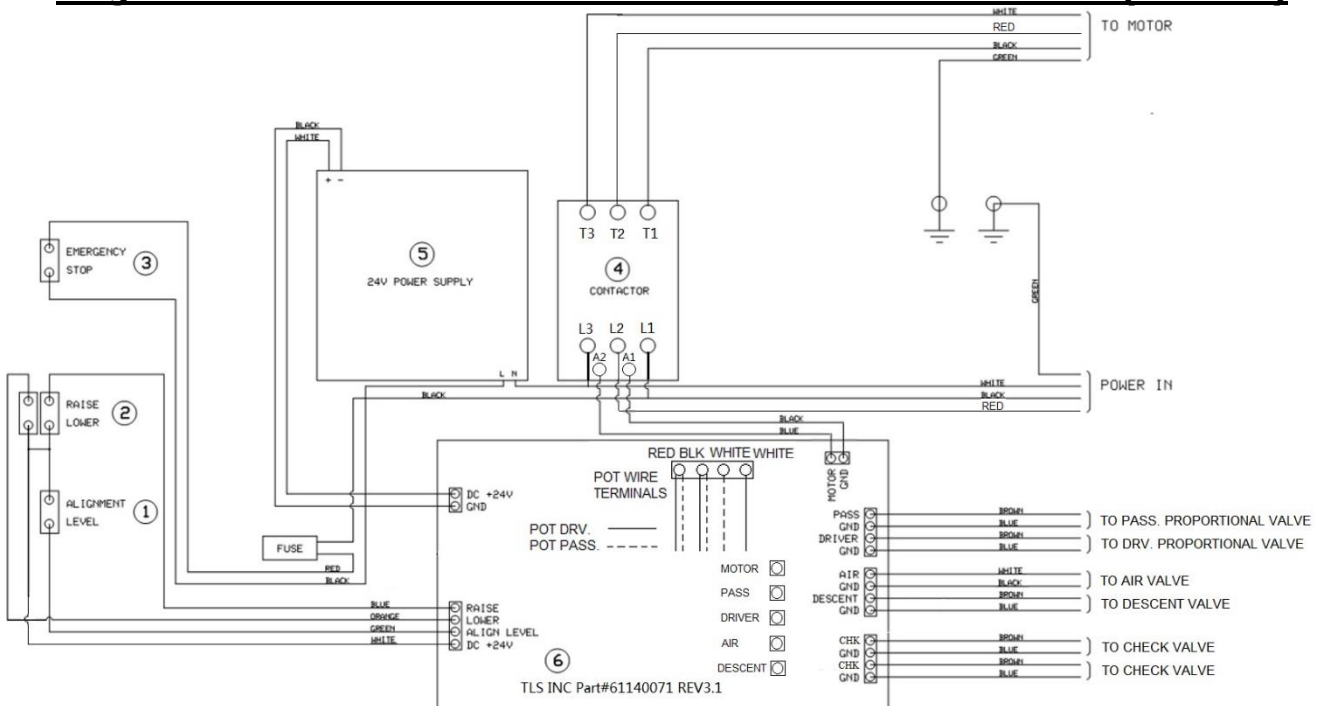 WHITE
RED
BLACK
GREEN
TO MOTOR
BLACK
WHITE
+ -
5
24V POWER SUPPLY
L N
T3 T2 T1
4
CONTACTOR
L3 L2 L1
A2 A1
EMERGENCY
STOP
3
GREEN
RAISE
LOWER
2
BLACK
WHITE
BLACK
RED
POWER IN
BLACK
BLUE
ALIGNMENT
LEVEL
1
RED BLK WHITE WHITE
POT WIRE
TERMINALS
MOTOR
GND
DC +24V
GND
POT DRV.
POT PASS.
FUSE
RED
BLACK
PASS
GND
DRIVER
GND
BROWN
BLUE
BROWN
BLUE
TO PASS. PROPORTIONAL VALVE
TO DRV. PROPORTIONAL VALVE
MOTOR
PASS
DRIVER
AIR
DESCENT
AIR
GND
DESCENT
GND
WHITE
BLACK
BROWN
BLUE
TO AIR VALVE
TO DESCENT VALVE
BLUE
ORANGE
GREEN
WHITE
RAISE
LOWER
ALIGN LEVEL
DC +24V
CHK
GND
CHK
GND
BROWN
BLUE
BROWN
BLUE
TO CHECK VALVE
TO CHECK VALVE
6
TLS INC Part#61140071 REV3.1